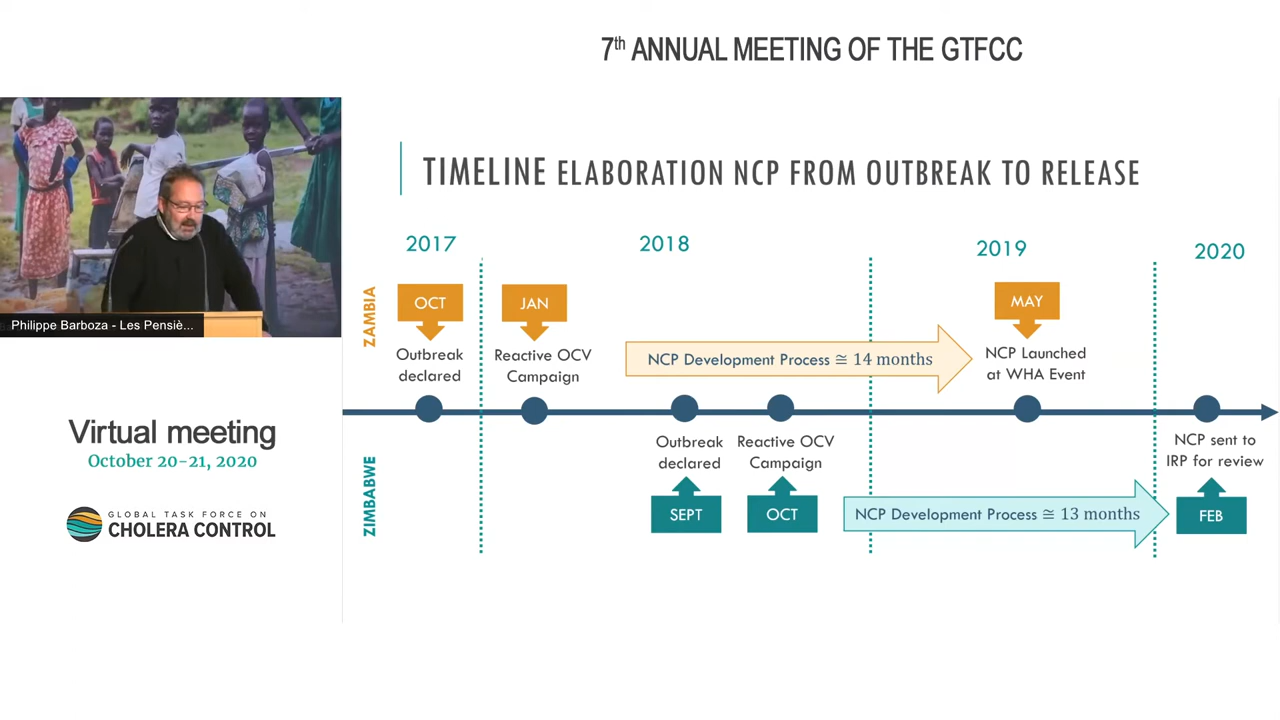 7th ANNUAL MEETING OF THE GTFCC
Philippe Barboza - Les Pensiè...
Virtual meeting
October 20-21, 2020
GLOBAL TASK FORCE ON
CHOLERA CONTROL
TIMELINE ELABORATION NCP FROM OUTBREAK TO RELEASE
2017
2018
2019
2020
ZAMBIA
OCT
Outbreak
declared
JAN
Reactive OCV
Campaign
NCP Development Process ≅ 14 months
MAY
NCP Launched
at WHA Event
ZIMBABWE
Outbreak
declared
SEPT
Reactive OCV
Campaign
OCT
NCP Development Process ≅ 13 months
NCP sent to
IRP for review
FEB